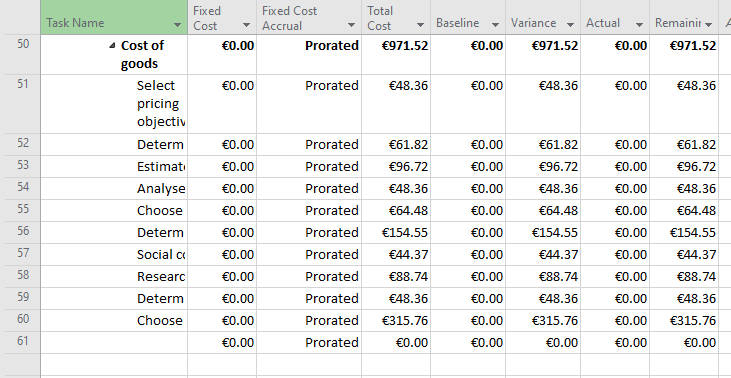 Task Name Fixed Cost Fixed Cost Accrual Total Cost Baseline Variance Actual Remainin
50 Cost of goods €0.00 Prorated €971.52 €0.00 €971.52 €0.00 €971.52
51 Select pricing objectiv €0.00 Prorated €48.36 €0.00 €48.36 €0.00 €48.36
52 Determ €0.00 Prorated €61.82 €0.00 €61.82 €0.00 €61.82
53 Estimate €0.00 Prorated €96.72 €0.00 €96.72 €0.00 €96.72
54 Analyse €0.00 Prorated €48.36 €0.00 €48.36 €0.00 €48.36
55 Choose €0.00 Prorated €64.48 €0.00 €64.48 €0.00 €64.48
56 Determ €0.00 Prorated €154.55 €0.00 €154.55 €0.00 €154.55
57 Social co €0.00 Prorated €44.37 €0.00 €44.37 €0.00 €44.37
58 Researc €0.00 Prorated €88.74 €0.00 €88.74 €0.00 €88.74
59 Determ €0.00 Prorated €48.36 €0.00 €48.36 €0.00 €48.36
60 Choose €0.00 Prorated €315.76 €0.00 €315.76 €0.00 €315.76
61 €0.00 Prorated €0.00 €0.00 €0.00 €0.00 €0.00